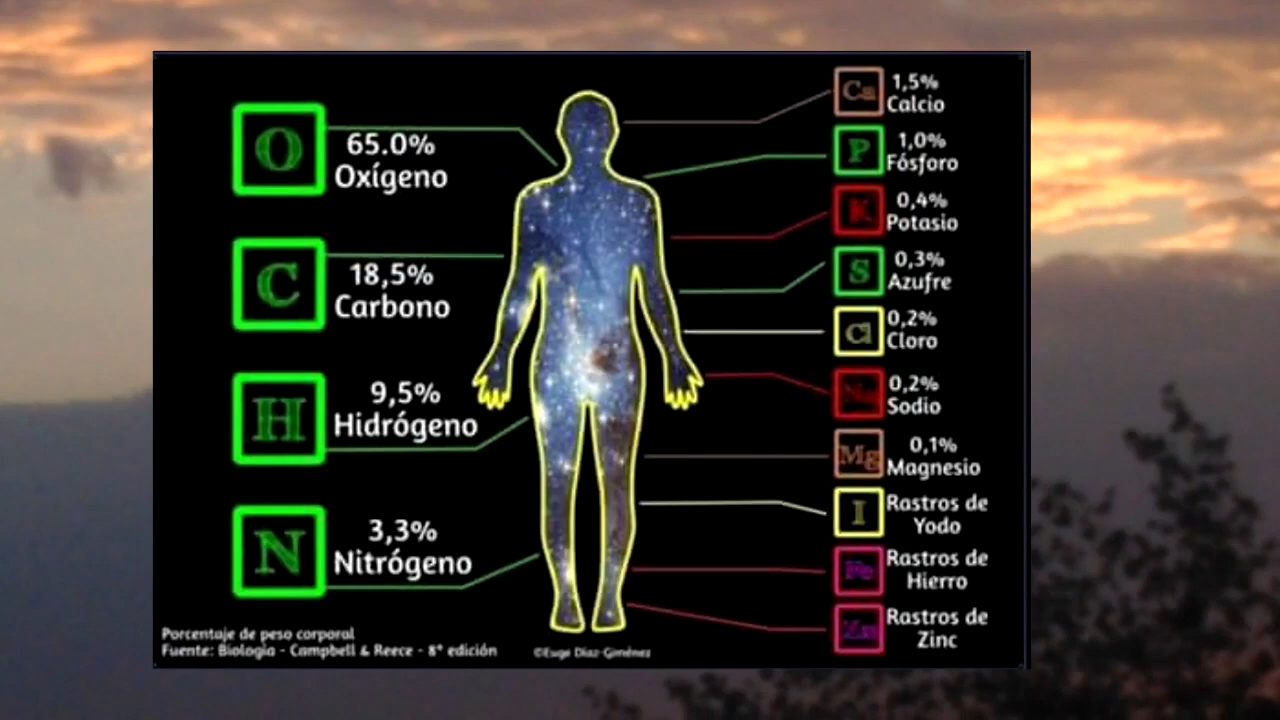 O
65.0%
Oxígeno
C
18,5%
Carbono
H
9,5%
Hidrógeno
N
3,3%
Nitrógeno
Ca
1,5%
Calcio
P
1,0%
Fósforo
K
0,4%
Potasio
S
0,3%
Azufre
Cl
0,2%
Cloro
Na
0,2%
Sodio
Mg
0,1%
Magnesio
I
Rastros de
Yodo
Fe
Rastros de
Hierro
Zn
Rastros de
Zinc
Porcentaje de peso corporal
Fuente: Biología - Campbell & Reece - 8ª edición
©Euge Díaz-Giménez